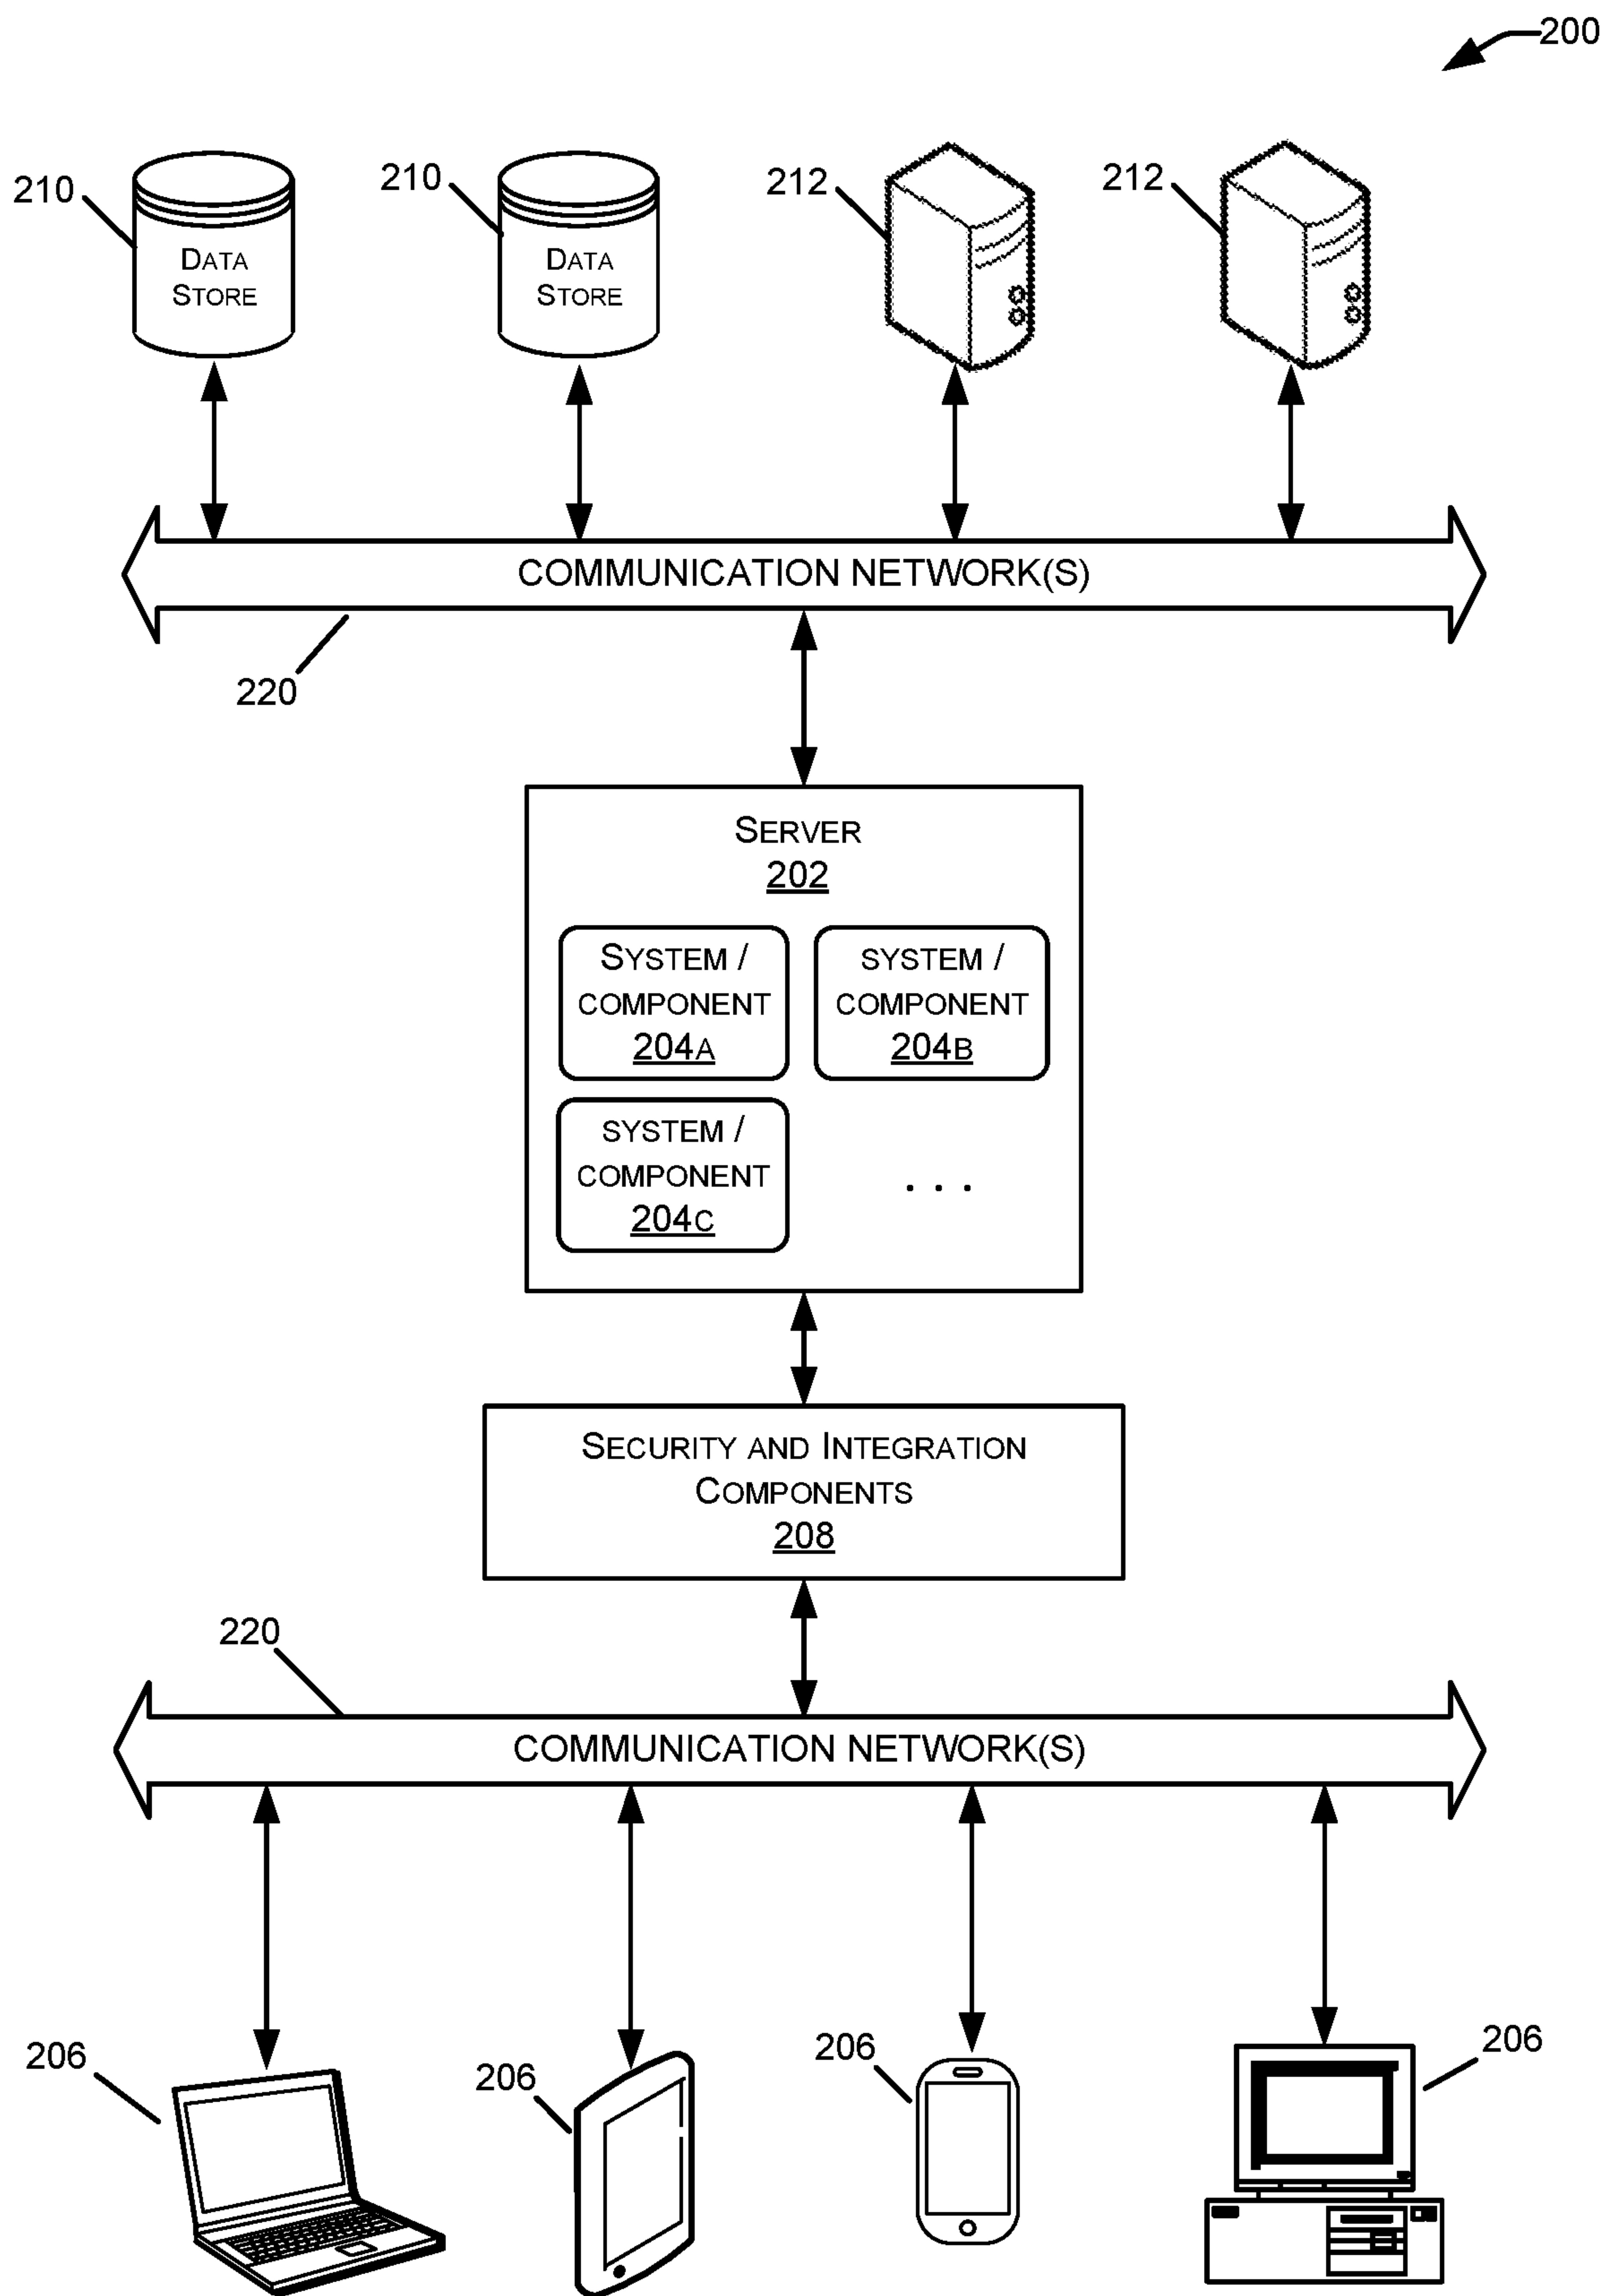 200
210
210
212
212
DATA
STORE
DATA
STORE
COMMUNICATION NETWORK(S)
220
SERVER
202
SYSTEM /
COMPONENT
204A
SYSTEM /
COMPONENT
204B
SYSTEM /
COMPONENT
204C
. . .
SECURITY AND INTEGRATION
COMPONENTS
208
220
COMMUNICATION NETWORK(S)
206
206
206
206